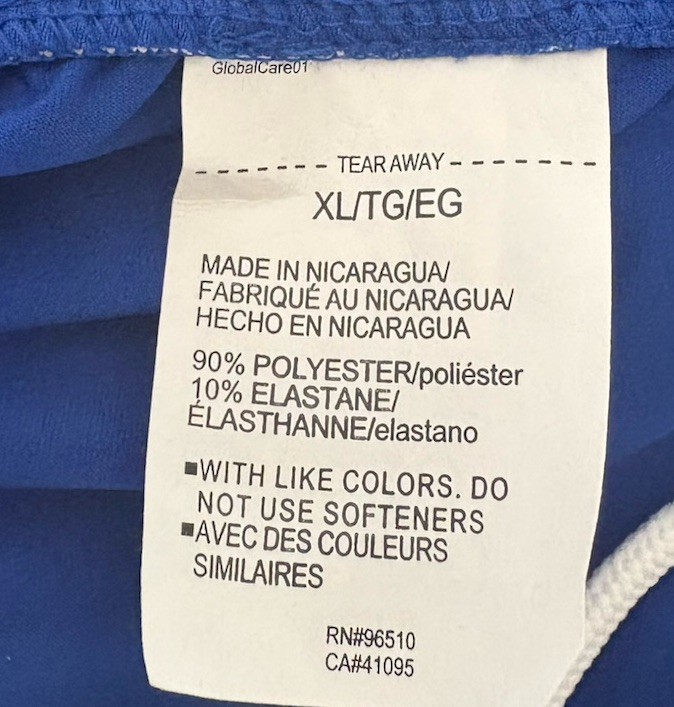 GlobalCare01
------- TEAR AWAY -------
XL/TG/EG
MADE IN NICARAGUA/
FABRIQUÉ AU NICARAGUA/
HECHO EN NICARAGUA
90% POLYESTER/poliéster
10% ELASTANE/
ÉLASTHANNE/elastano
▪WITH LIKE COLORS. DO
NOT USE SOFTENERS
▪AVEC DES COULEURS
SIMILAIRES
RN#96510
CA#41095